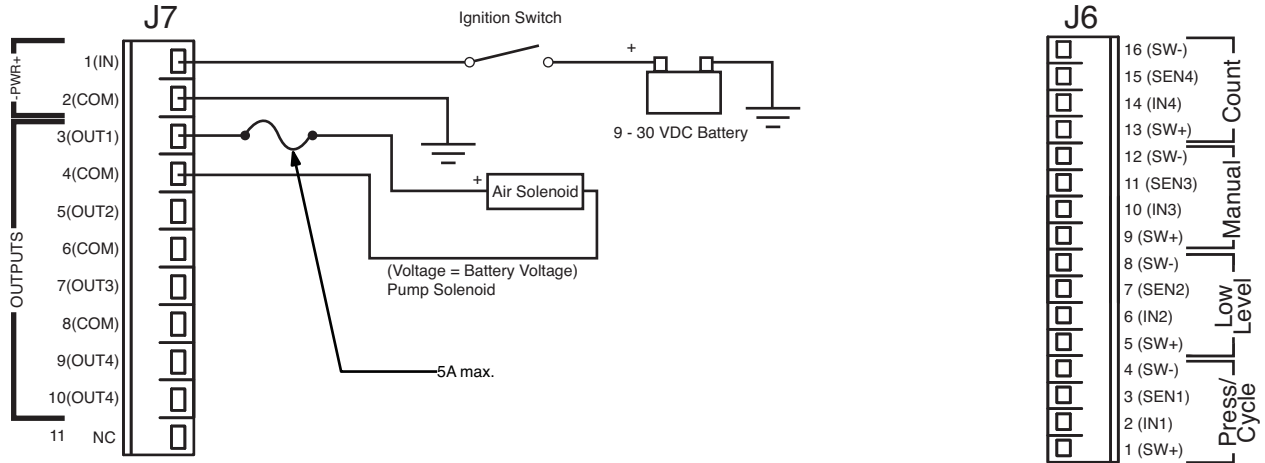 J7
-PWR+
OUTPUTS
1(IN)
2(COM)
3(OUT1)
4(COM)
5(OUT2)
6(COM)
7(OUT3)
8(COM)
9(OUT4)
10(OUT4)
11 NC
Ignition Switch
+
9 - 30 VDC Battery
+
Air Solenoid
(Voltage = Battery Voltage)
Pump Solenoid
5A max.
J6
16 (SW-)
15 (SEN4)
14 (IN4)
13 (SW+)
12 (SW-)
11 (SEN3)
10 (IN3)
9 (SW+)
8 (SW-)
7 (SEN2)
6 (IN2)
5 (SW+)
4 (SW-)
3 (SEN1)
2 (IN1)
1 (SW+)
Count
Manual
Low
Level
Press/
Cycle